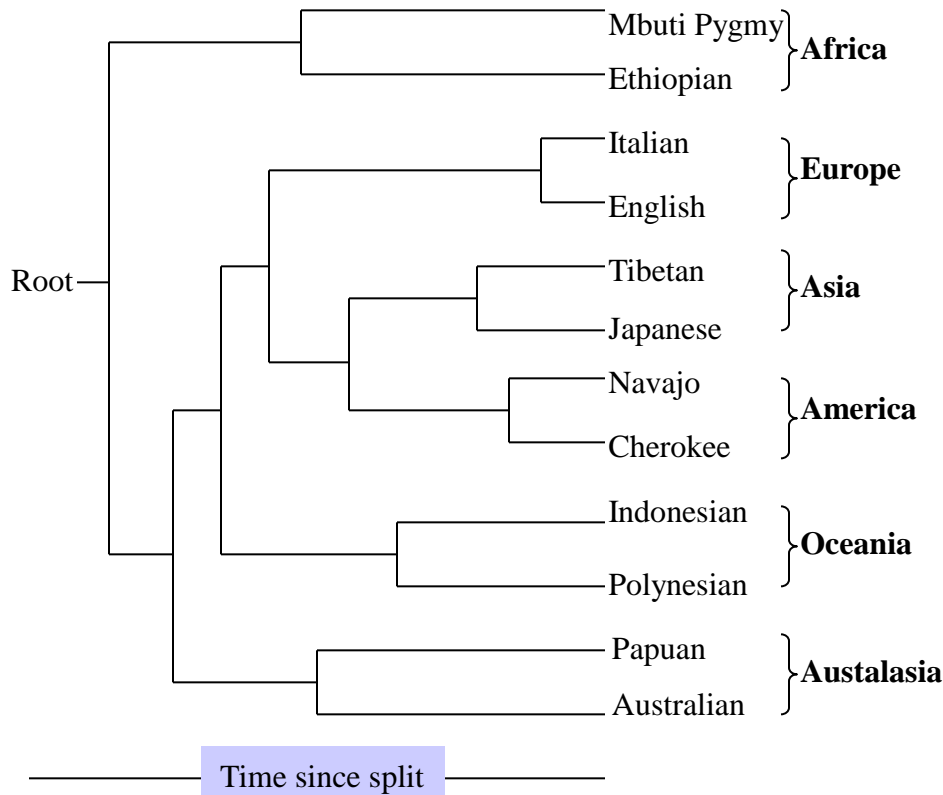 Mbuti Pygmy
Africa
Ethiopian
Italian
Europe
English
Root
Tibetan
Asia
Japanese
Navajo
America
Cherokee
Indonesian
Oceania
Polynesian
Papuan
Austalasia
Australian
Time since split